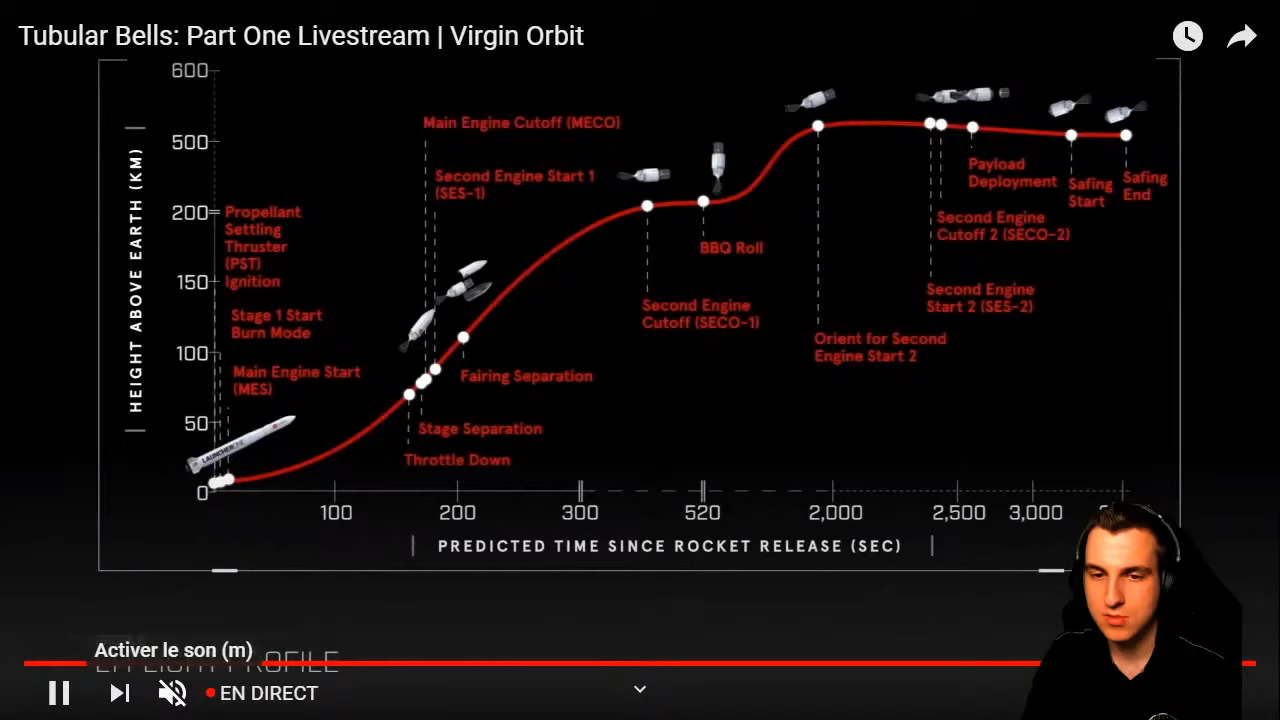 Tubular Bells: Part One Livestream | Virgin Orbit
600
500
200
150
100
50
0
HEIGHT ABOVE EARTH (KM)
Main Engine Cutoff (MECO)
Second Engine Start 1
(SES-1)
Propellant
Settling
Thruster
(PST)
Ignition
Stage 1 Start
Burn Mode
Main Engine Start
(MES)
LAUNCHER
Fairing Separation
Stage Separation
Throttle Down
BBQ Roll
Second Engine
Cutoff (SECO-1)
Orient for Second
Engine Start 2
Payload
Deployment
Safing
Start
Safing
End
Second Engine
Cutoff 2 (SECO-2)
Second Engine
Start 2 (SES-2)
100
200
300
520
2,000
2,500
3,000
PREDICTED TIME SINCE ROCKET RELEASE (SEC)
Activer le son (m)
PROFILE
EN DIRECT